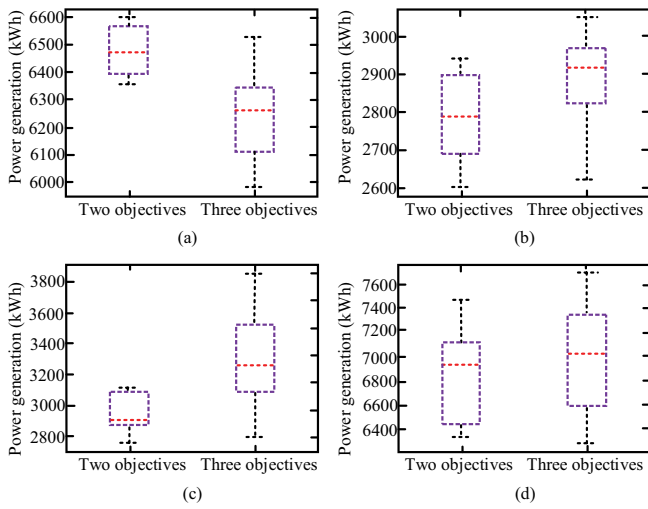 Power generation (kWh)
6600
6500
6400
6300
6200
6100
6000
Two objectives Three objectives
(a)
Power generation (kWh)
3000
2900
2800
2700
2600
Two objectives Three objectives
(b)
Power generation (kWh)
3800
3600
3400
3200
3000
2800
Two objectives Three objectives
(c)
Power generation (kWh)
7600
7400
7200
7000
6800
6600
6400
Two objectives Three objectives
(d)